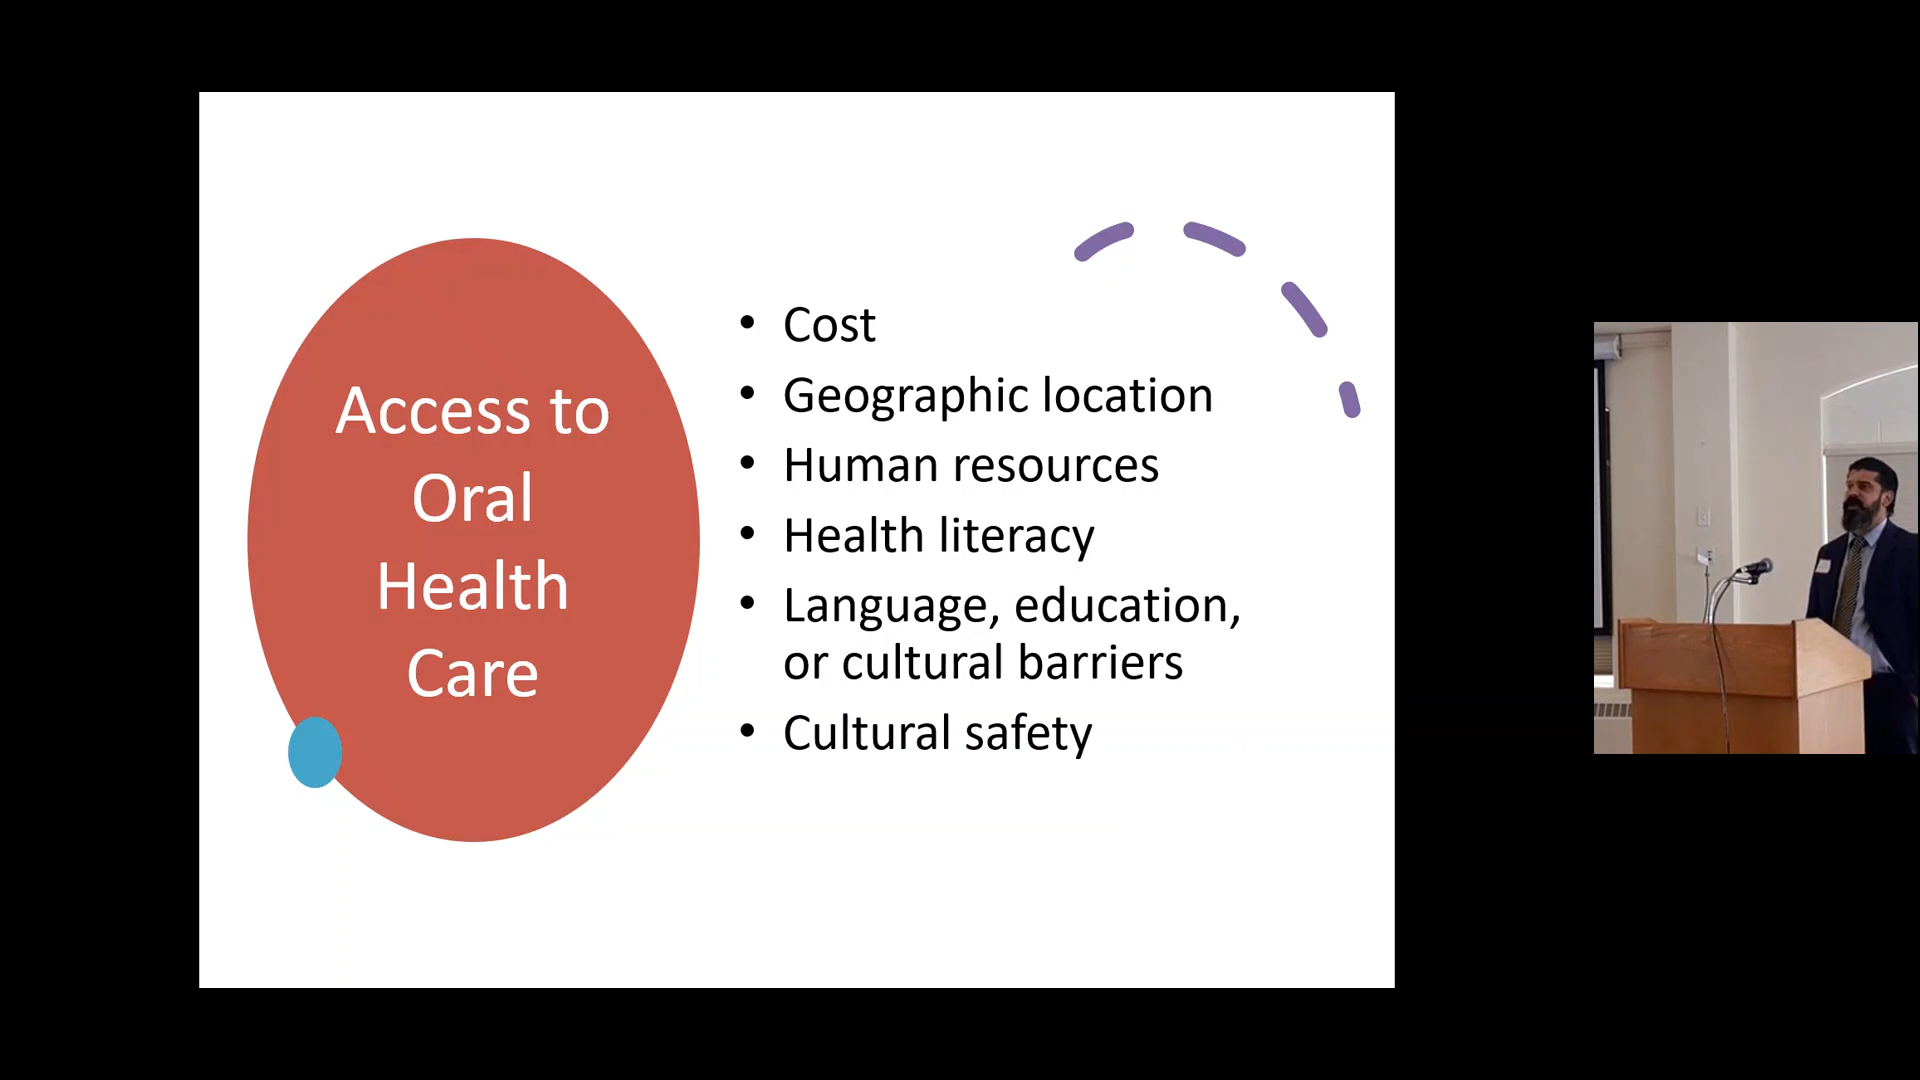 Access to
Oral
Health
Care
• Cost
• Geographic location
• Human resources
• Health literacy
• Language, education,
or cultural barriers
• Cultural safety